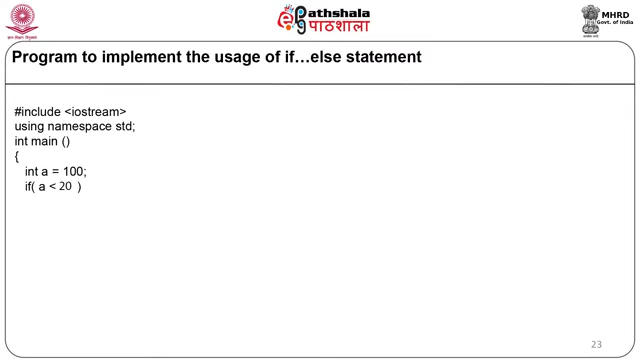 Pathshala
पाठशाला
MHRD
Govt. of India
Program to implement the usage of if...else statement
#include <iostream>
using namespace std;
int main ()
{
int a = 100;
if( a < 20 )
23